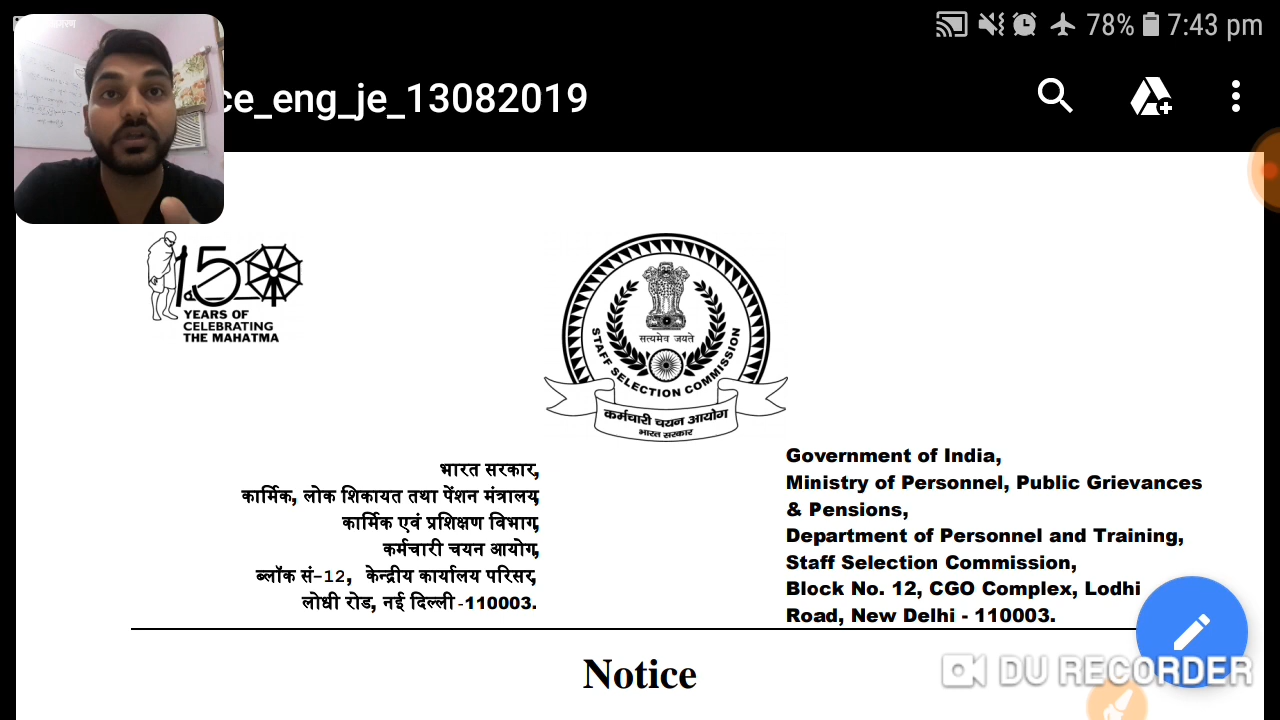 78% 7:43 pm
ce_eng_je_13082019
150
YEARS OF
CELEBRATING
THE MAHATMA
सत्यमेव जयते
STAFF SELECTION COMMISSION
कर्मचारी चयन आयोग
भारत सरकार
भारत सरकार,
कार्मिक, लोक शिकायत तथा पेंशन मंत्रालय,
कार्मिक एवं प्रशिक्षण विभाग,
कर्मचारी चयन आयोग,
ब्लॉक सं-12, केन्द्रीय कार्यालय परिसर,
लोधी रोड, नई दिल्ली -110003.
Government of India,
Ministry of Personnel, Public Grievances
& Pensions,
Department of Personnel and Training,
Staff Selection Commission,
Block No. 12, CGO Complex, Lodhi
Road, New Delhi - 110003.
Notice
DU RECORDER